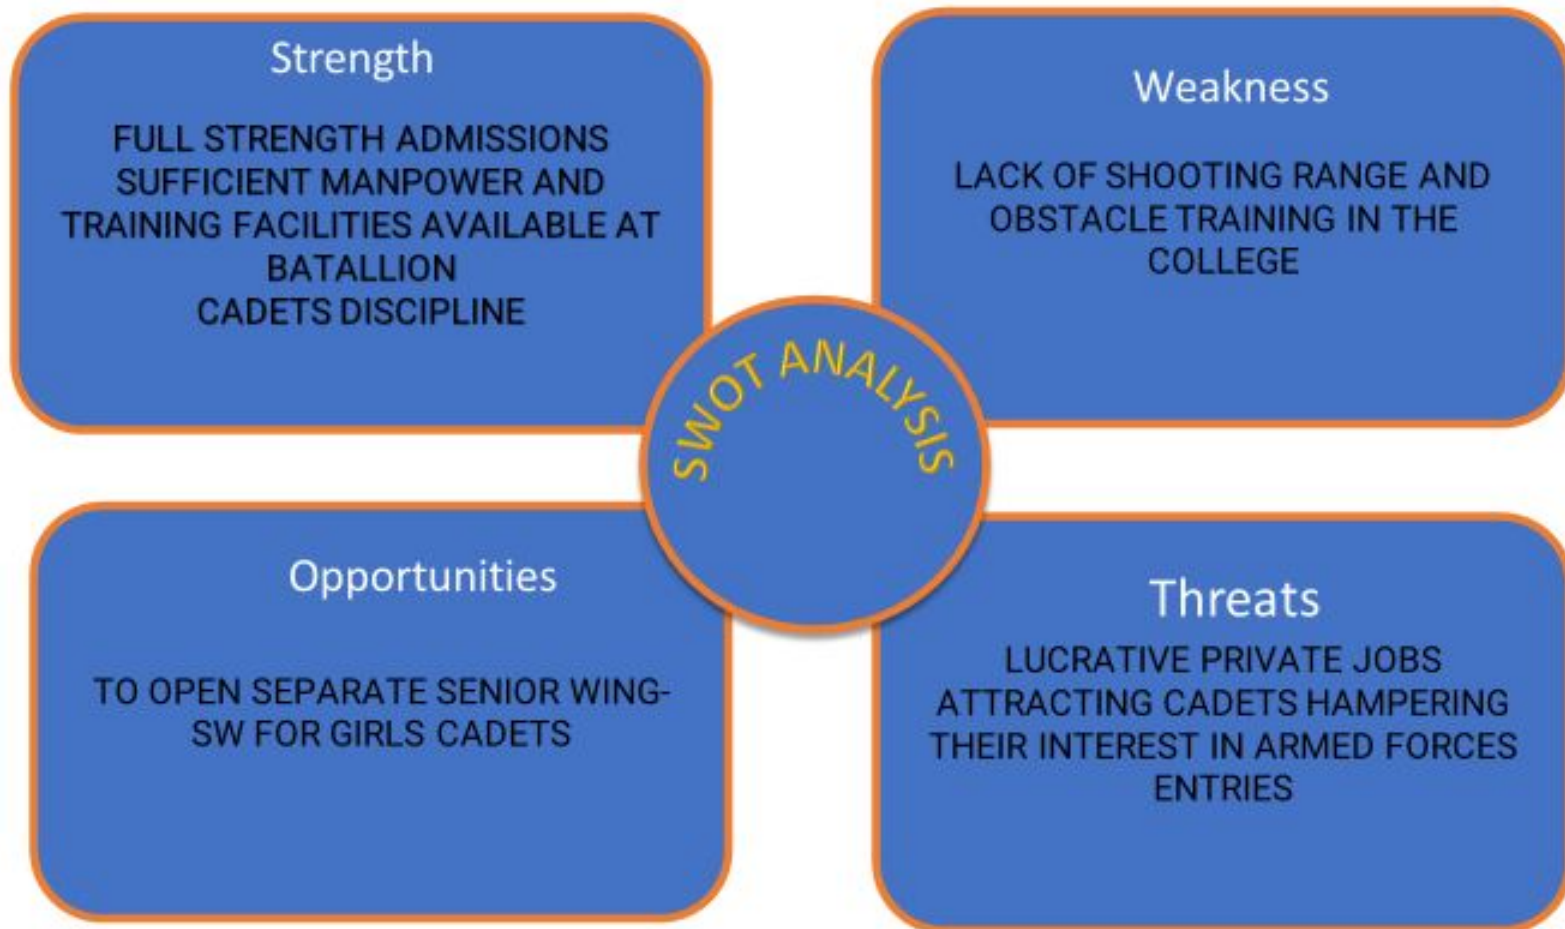 Strength
FULL STRENGTH ADMISSIONS
SUFFICIENT MANPOWER AND
TRAINING FACILITIES AVAILABLE AT
BATALLION
CADETS DISCIPLINE
Weakness
LACK OF SHOOTING RANGE AND
OBSTACLE TRAINING IN THE
COLLEGE
SWOT ANALYSIS
Opportunities
TO OPEN SEPARATE SENIOR WING-
SW FOR GIRLS CADETS
Threats
LUCRATIVE PRIVATE JOBS
ATTRACTING CADETS HAMPERING
THEIR INTEREST IN ARMED FORCES
ENTRIES